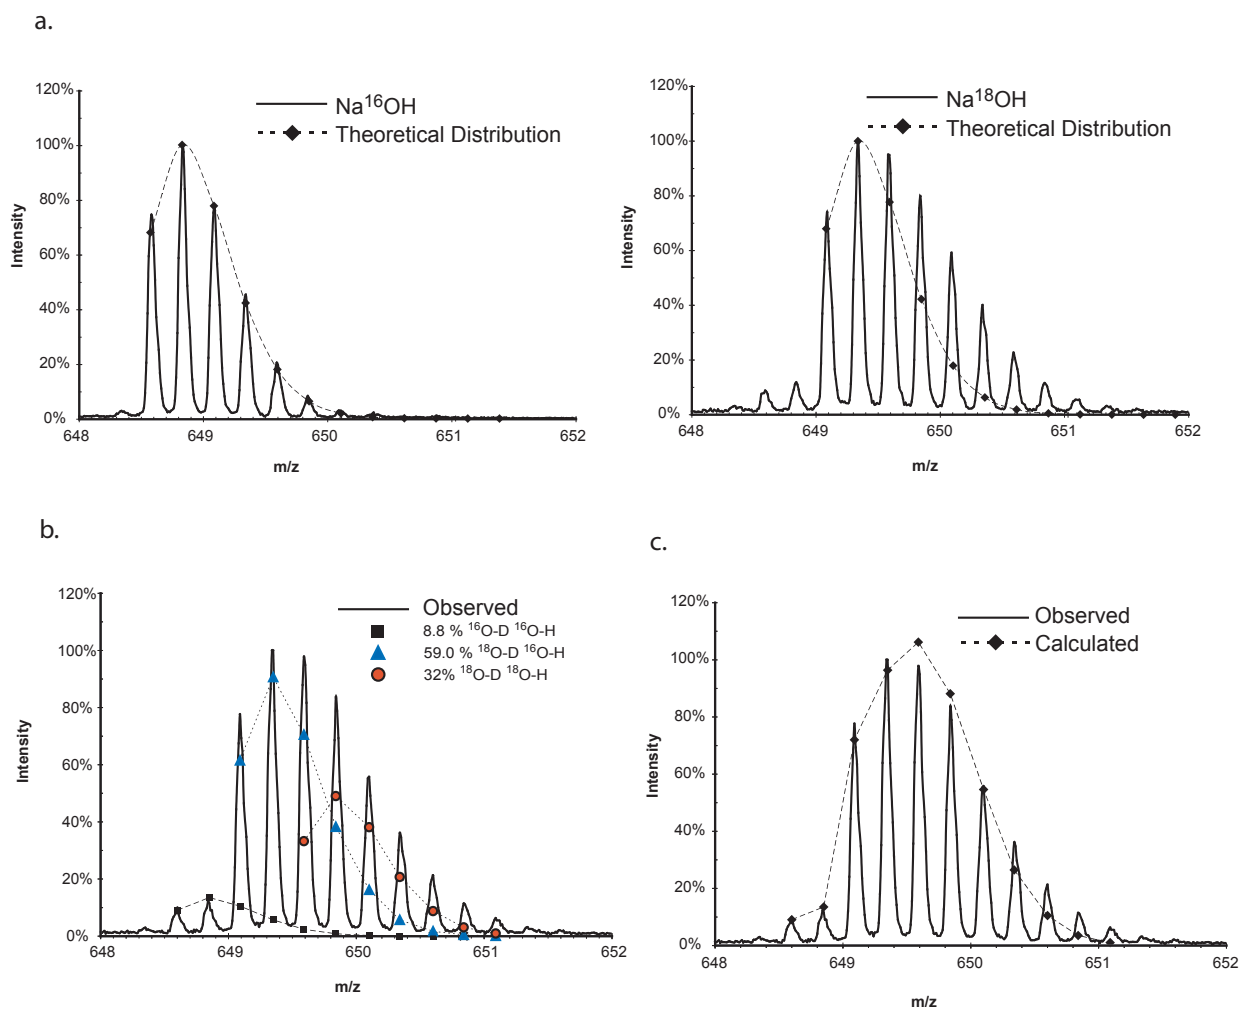 a.
120%
100%
80%
60%
40%
20%
0%
Intensity
648
649
650
651
652
m/z
Na16OH
Theoretical Distribution
120%
100%
80%
60%
40%
20%
0%
Intensity
648
649
650
651
652
m/z
Na18OH
Theoretical Distribution
b.
120%
100%
80%
60%
40%
20%
0%
Intensity
648
649
650
651
652
m/z
Observed
8.8 % 16O-D 16O-H
59.0 % 18O-D 16O-H
32% 18O-D 18O-H
c.
120%
100%
80%
60%
40%
20%
0%
Intensity
648
649
650
651
652
m/z
Observed
Calculated